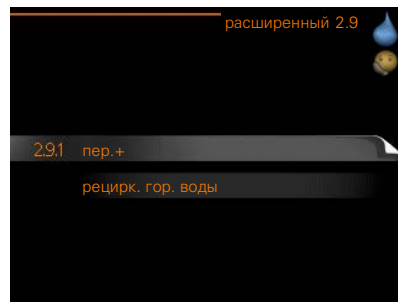 расширенный 2.9
2.9.1 пер.+
рецирк. гор. воды